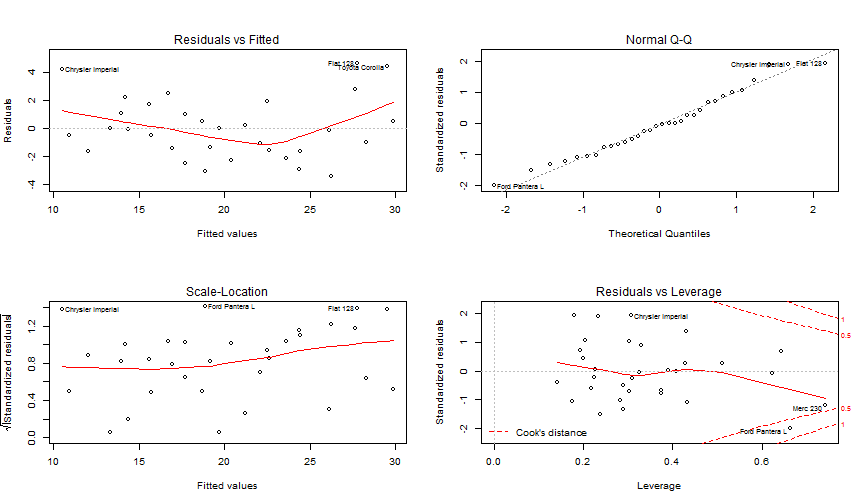 Residuals vs Fitted
Residuals
4
2
0
-2
-4
Chrysler Imperial
Fiat 128
Toyota Corolla
10
15
20
25
30
Fitted values
Normal Q-Q
Standardized residuals
2
1
0
-1
-2
Chrysler Imperial
Fiat 128
Ford Pantera L
-2
-1
0
1
2
Theoretical Quantiles
Scale-Location
√|Standardized residuals
1.2
0.8
0.4
0.0
Chrysler Imperial
Ford Pantera L
Fiat 128
10
15
20
25
30
Fitted values
Residuals vs Leverage
Standardized residuals
2
1
0
-1
-2
Chrysler Imperial
1
0.5
Merc 230
0.5
Ford Pantera L
1
Cook's distance
0.0
0.2
0.4
0.6
Leverage